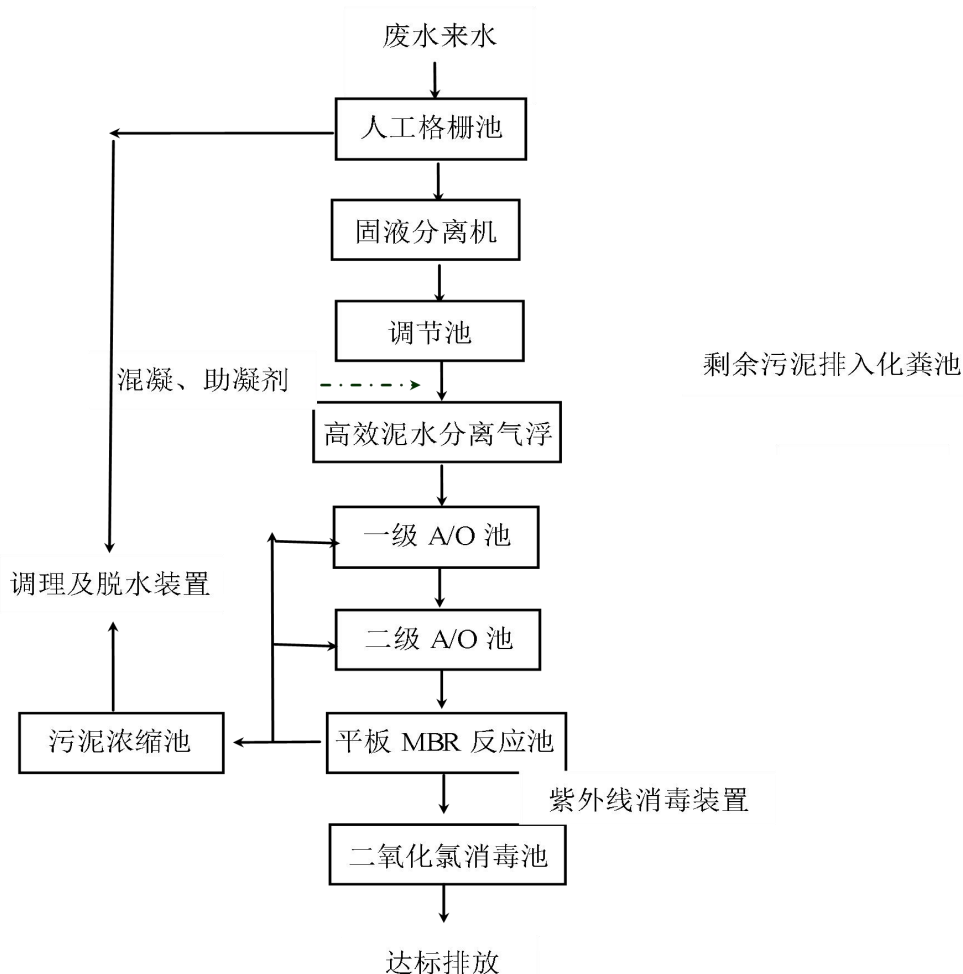 废水来水
人工格栅池
固液分离机
调节池
剩余污泥排入化粪池
混凝、助凝剂
高效泥水分离气浮
一级 A/O 池
调理及脱水装置
二级 A/O 池
污泥浓缩池
平板 MBR 反应池
紫外线消毒装置
二氧化氯消毒池
达标排放